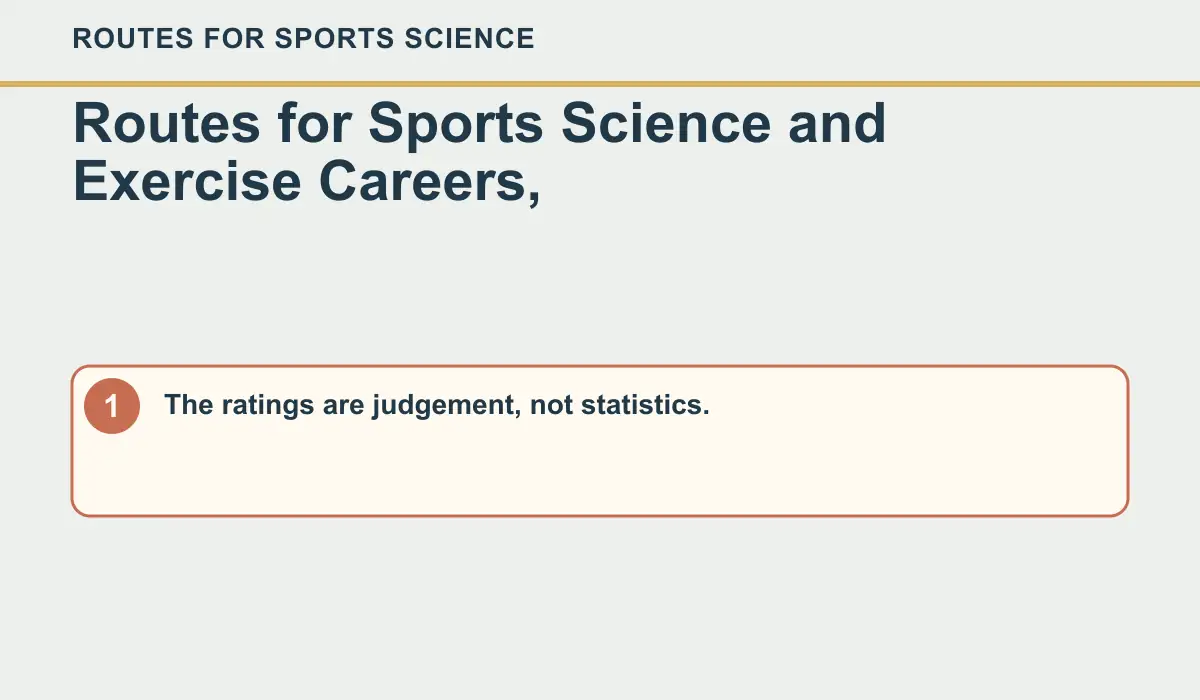 ROUTES FOR SPORTS SCIENCE
Routes for Sports Science and
Exercise Careers,
1 The ratings are judgement, not statistics.